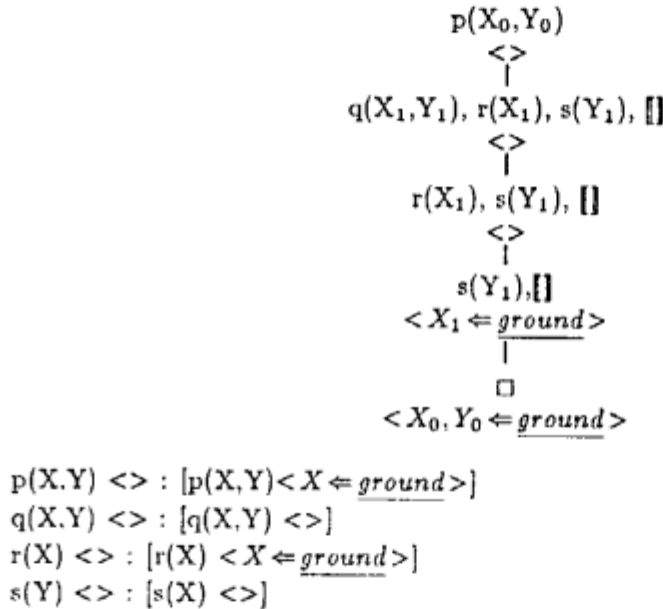 p(X₀,Y₀)
<>
q(X₁,Y₁), r(X₁), s(Y₁), []
<>
r(X₁), s(Y₁), []
<>
s(Y₁),[]
<X₁ ⇐ ground>
□
<X₀,Y₀ ⇐ ground>
p(X.Y) <> : [p(X,Y)<X ⇐ ground>]
q(X.Y) <> : [q(X,Y) <>]
r(X) <> : [r(X) <X ⇐ ground>]
s(Y) <> : [s(X) <>]